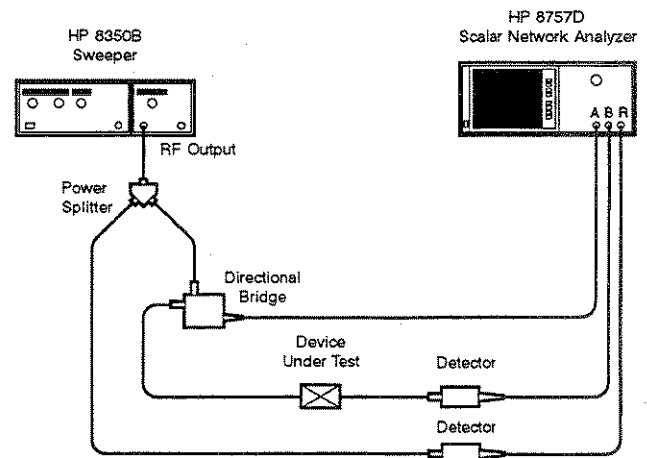 HP 8757D
HP 8350B
Scalar Network Analyzer
Sweeper
A B R
RF Output
Power
Splitter
Directional
Bridge
Device
Under Test
Detector
Detector